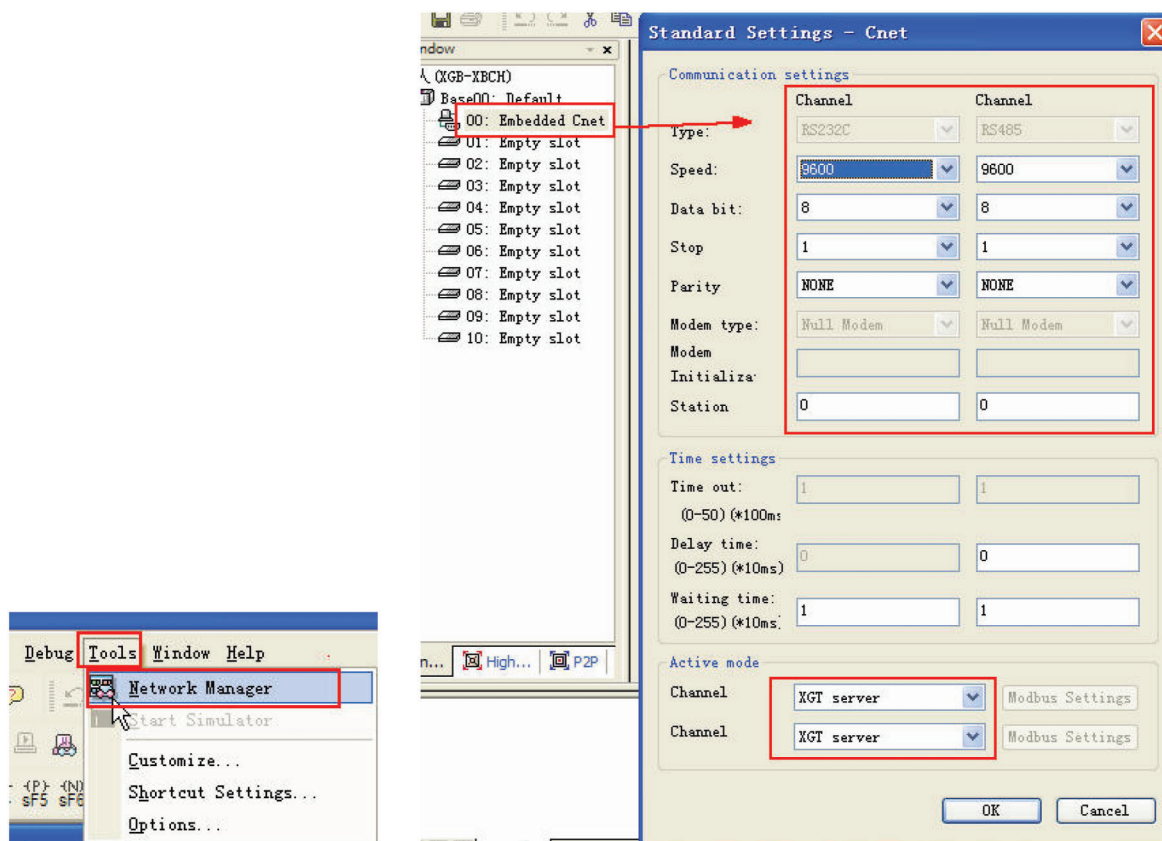 Debug Tools Window Help
Network Manager
Start Simulator
Customize...
Shortcut Settings...
Options...
{P} {N}
sF5 sF6
ndow
(XGB-XBCH)
Base00: Default
00: Embedded Cnet
01: Empty slot
02: Empty slot
03: Empty slot
04: Empty slot
05: Empty slot
06: Empty slot
07: Empty slot
08: Empty slot
09: Empty slot
10: Empty slot
n... High... P2P
Standard Settings - Cnet
Communication settings
Channel Channel
Type: RS232C RS485
Speed: 9600 9600
Data bit: 8 8
Stop 1 1
Parity NONE NONE
Modem type: Null Modem Null Modem
Modem
Initializa
Station 0 0
Time settings
Time out: 1 1
(0-50)(*100ms
Delay time: 0 0
(0-255)(*10ms)
Waiting time: 1 1
(0-255)(*10ms)
Active mode
Channel XGT server Modbus Settings
Channel XGT server Modbus Settings
OK Cancel